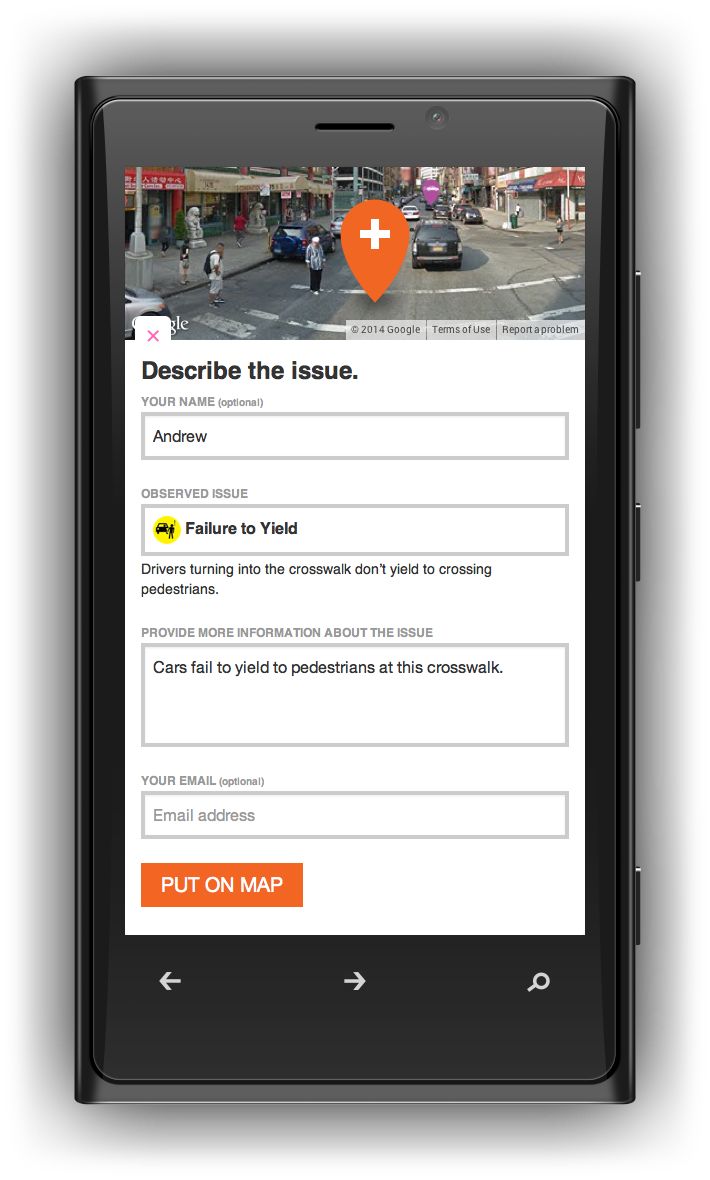 Google
© 2014 Google
Terms of Use
Report a problem
Describe the issue.
YOUR NAME (optional)
Andrew
OBSERVED ISSUE
Failure to Yield
Drivers turning into the crosswalk don’t yield to crossing
pedestrians.
PROVIDE MORE INFORMATION ABOUT THE ISSUE
Cars fail to yield to pedestrians at this crosswalk.
YOUR EMAIL (optional)
Email address
PUT ON MAP